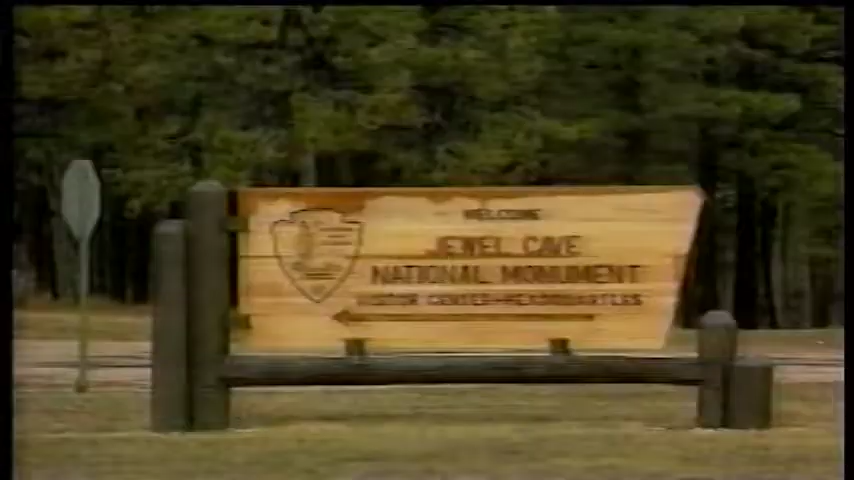 WELCOME
JEWEL CAVE
NATIONAL MONUMENT
VISITOR CENTER-HEADQUARTERS